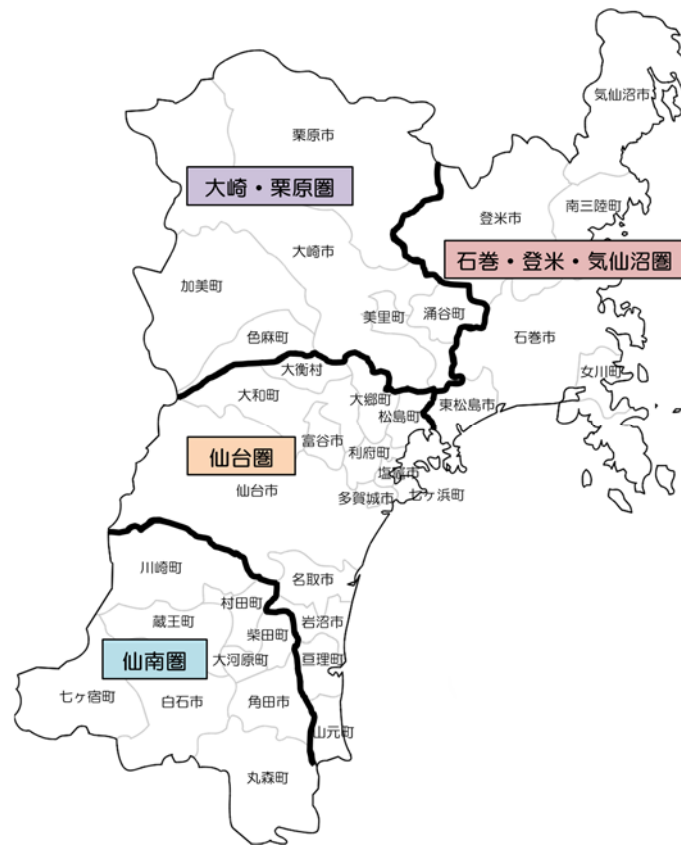 気仙沼市
栗原市
大崎・栗原圏
登米市
南三陸町
大崎市
石巻・登米・気仙沼圏
加美町
美里町
涌谷町
色麻町
石巻市
大衡村
女川町
大和町
大郷町
東松島市
松島町
富谷市
仙台圏
利府町
塩竈市
仙台市
多賀城市
七ヶ浜町
川崎町
名取市
村田町
蔵王町
岩沼市
柴田町
仙南圏
大河原町
亘理町
七ヶ宿町
白石市
角田市
山元町
丸森町